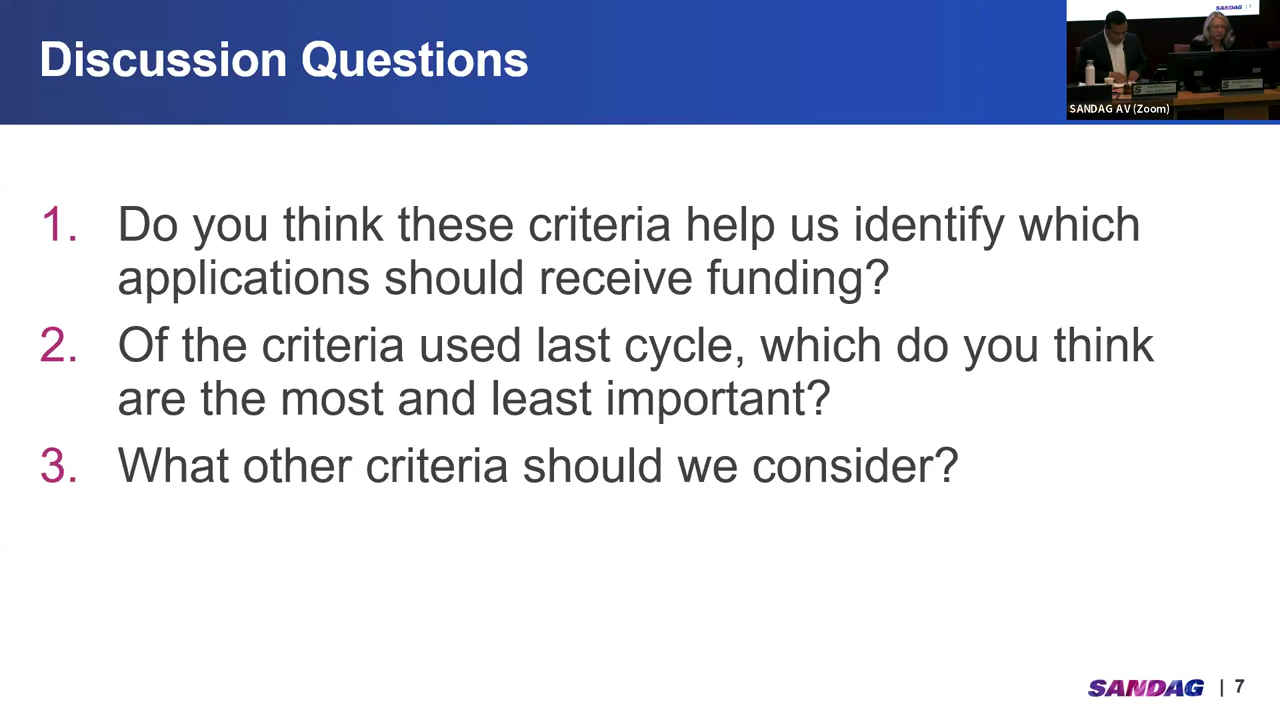 Discussion Questions
SANDAG
SANDAG AV (Zoom)
1. Do you think these criteria help us identify which
applications should receive funding?
2. Of the criteria used last cycle, which do you think
are the most and least important?
3. What other criteria should we consider?
SANDAG | 7